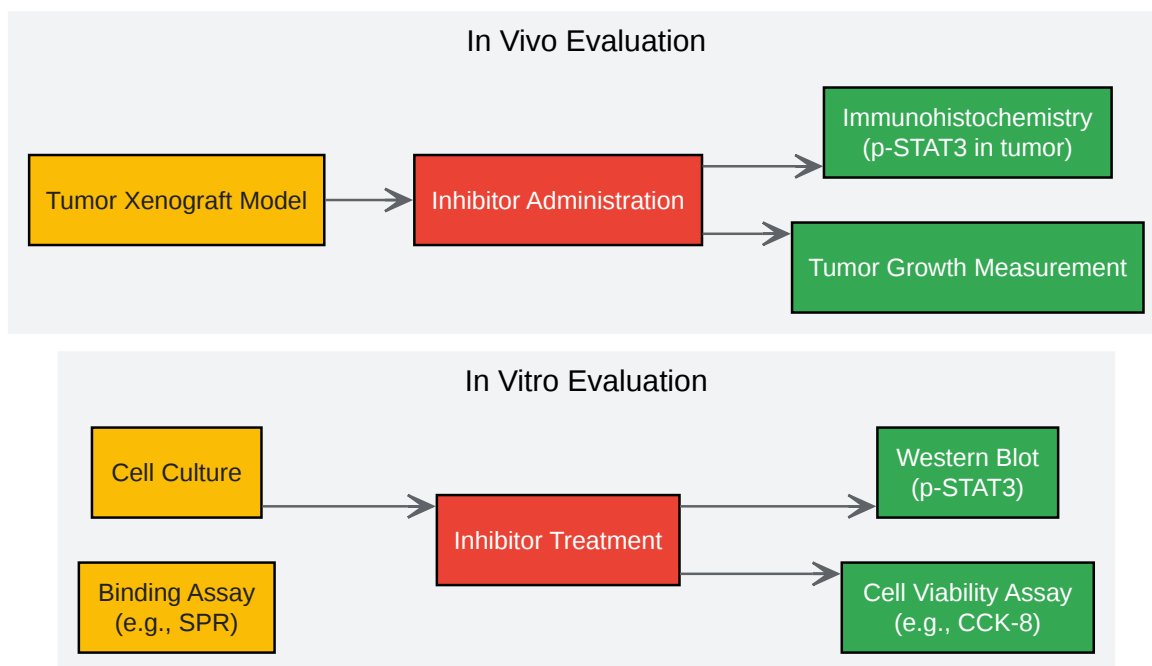 In Vivo Evaluation
Immunohistochemistry
(p-STAT3 in tumor)
Tumor Xenograft Model
Inhibitor Administration
Tumor Growth Measurement
In Vitro Evaluation
Cell Culture
Western Blot
(p-STAT3)
Inhibitor Treatment
Binding Assay
(e.g., SPR)
Cell Viability Assay
(e.g., CCK-8)